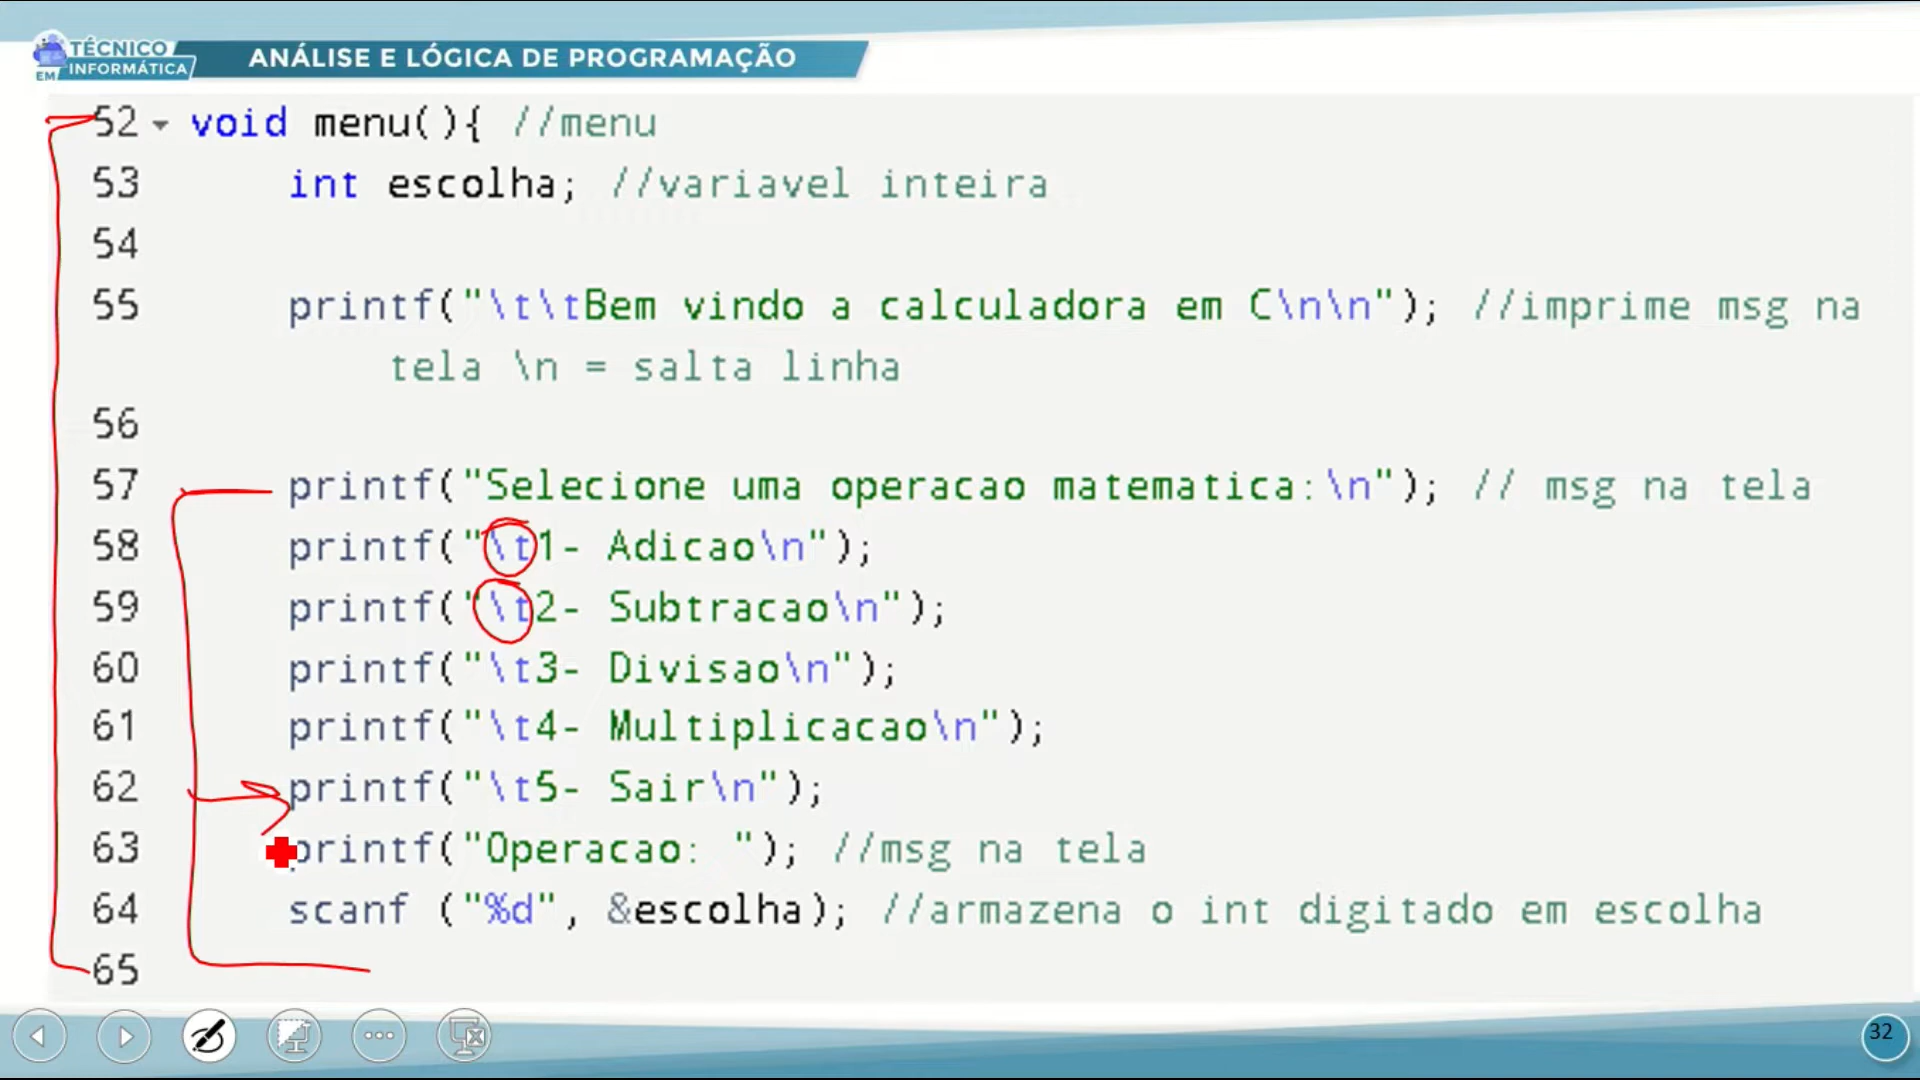 TÉCNICO
EM INFORMÁTICA
ANÁLISE E LÓGICA DE PROGRAMAÇÃO
52 void menu(){ //menu
53 int escolha; //variavel inteira
54
55 printf("\t\tBem vindo a calculadora em C\n\n"); //imprime msg na
tela \n = salta linha
56
57 printf("Selecione uma operacao matematica:\n"); // msg na tela
58 printf("\t1- Adicao\n");
59 printf("\t2- Subtracao\n");
60 printf("\t3- Divisao\n");
61 printf("\t4- Multiplicacao\n");
62 printf("\t5- Sair\n");
63 printf("Operacao: "); //msg na tela
64 scanf ("%d", &escolha); //armazena o int digitado em escolha
65
32